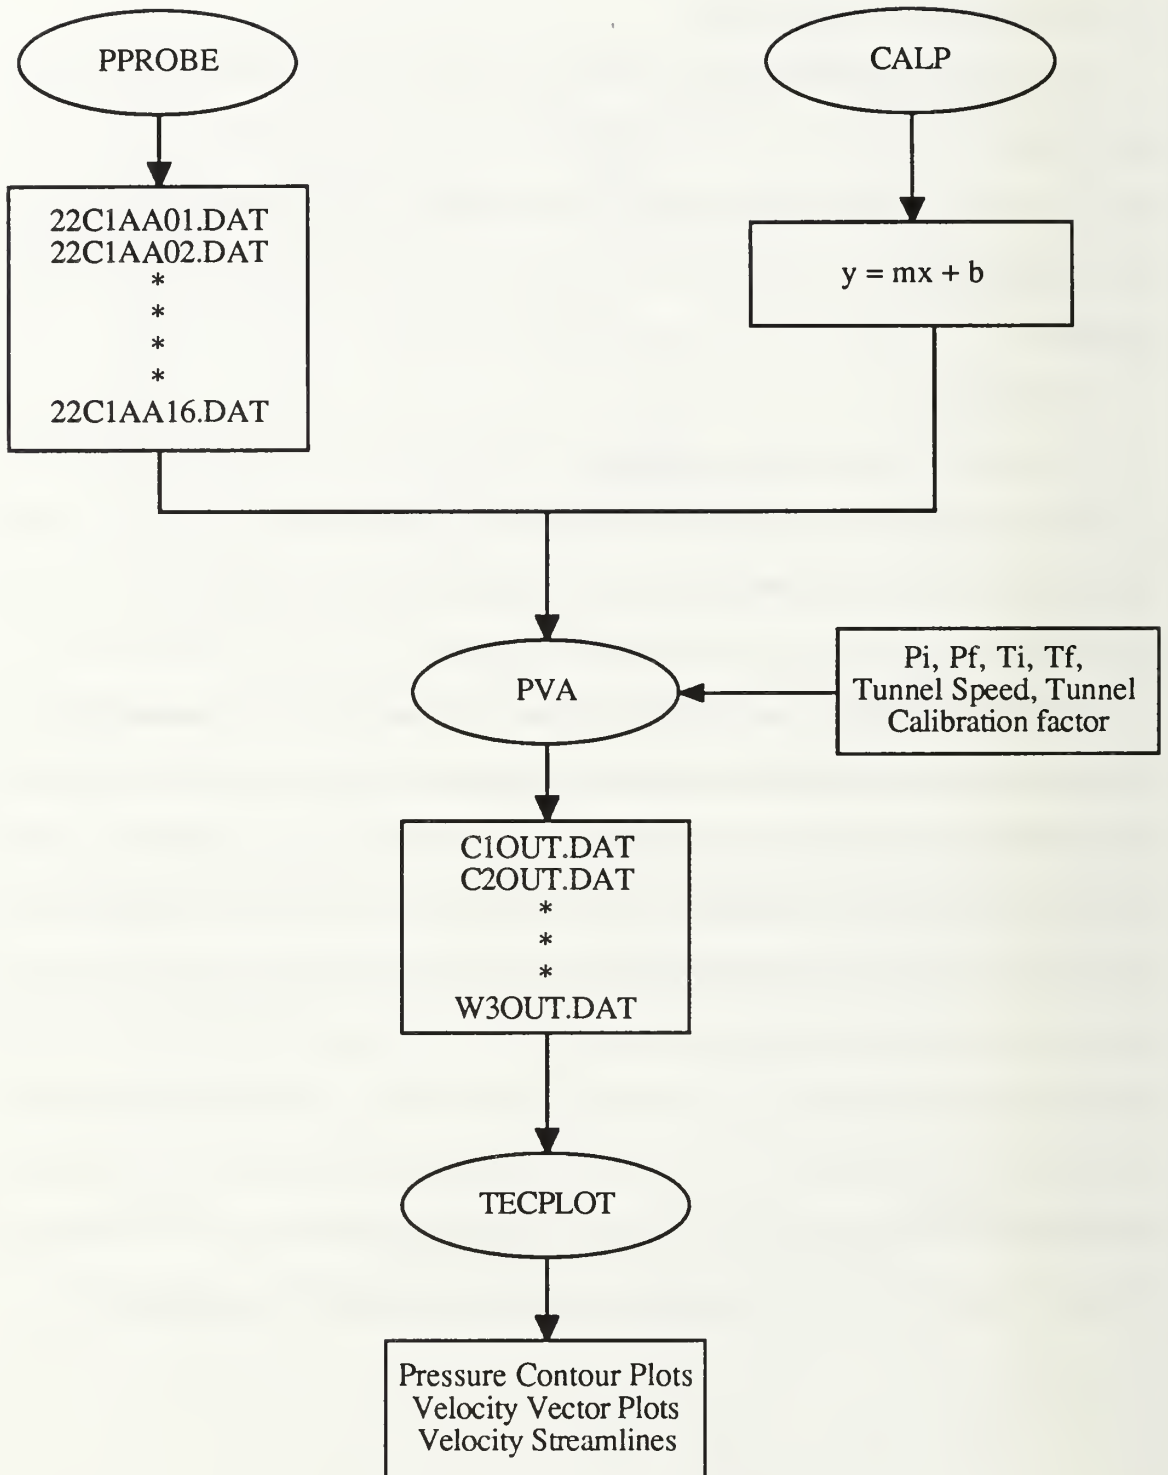 PPROBE
CALP
22C1AA01.DAT
22C1AA02.DAT
*
*
*
*
22C1AA16.DAT
y = mx + b
PVA
Pi, Pf, Ti, Tf,
Tunnel Speed, Tunnel
Calibration factor
C1OUT.DAT
C2OUT.DAT
*
*
*
W3OUT.DAT
TECPLOT
Pressure Contour Plots
Velocity Vector Plots
Velocity Streamlines